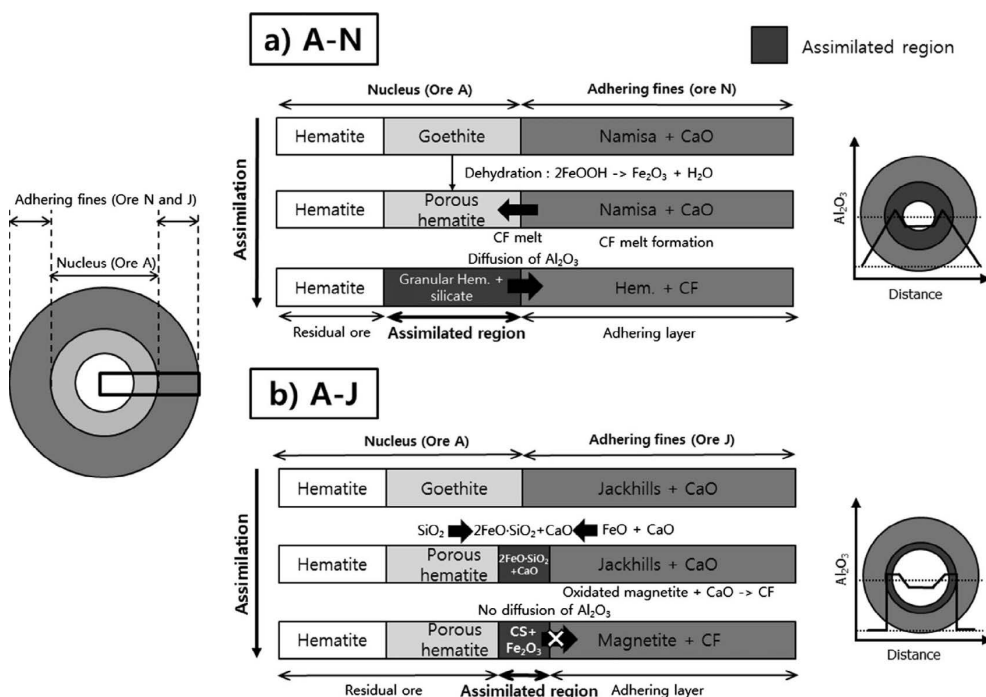 a) A-N
Assimilated region
Nucleus (Ore A)
Adhering fines (ore N)
Hematite
Goethite
Namisa + CaO
Dehydration : 2FeOOH -> Fe₂O₃ + H₂O
Assimilation
Hematite
Porous
hematite
Namisa + CaO
CF melt
CF melt formation
Diffusion of Al₂O₃
Hematite
Granular Hem. +
silicate
Hem. + CF
Residual ore
Assimilated region
Adhering layer
Al₂O₃
Distance
Adhering fines (Ore N and J)
Nucleus (Ore A)
b) A-J
Nucleus (Ore A)
Adhering fines (Ore J)
Hematite
Goethite
Jackhills + CaO
SiO₂
2FeO·SiO₂+CaO
FeO + CaO
Assimilation
Hematite
Porous
hematite
2FeO·SiO₂
+CaO
Jackhills + CaO
Oxidated magnetite + CaO -> CF
No diffusion of Al₂O₃
Hematite
Porous
hematite
CS+
Fe₂O₃
Magnetite + CF
Residual ore
Assimilated region
Adhering layer
Al₂O₃
Distance